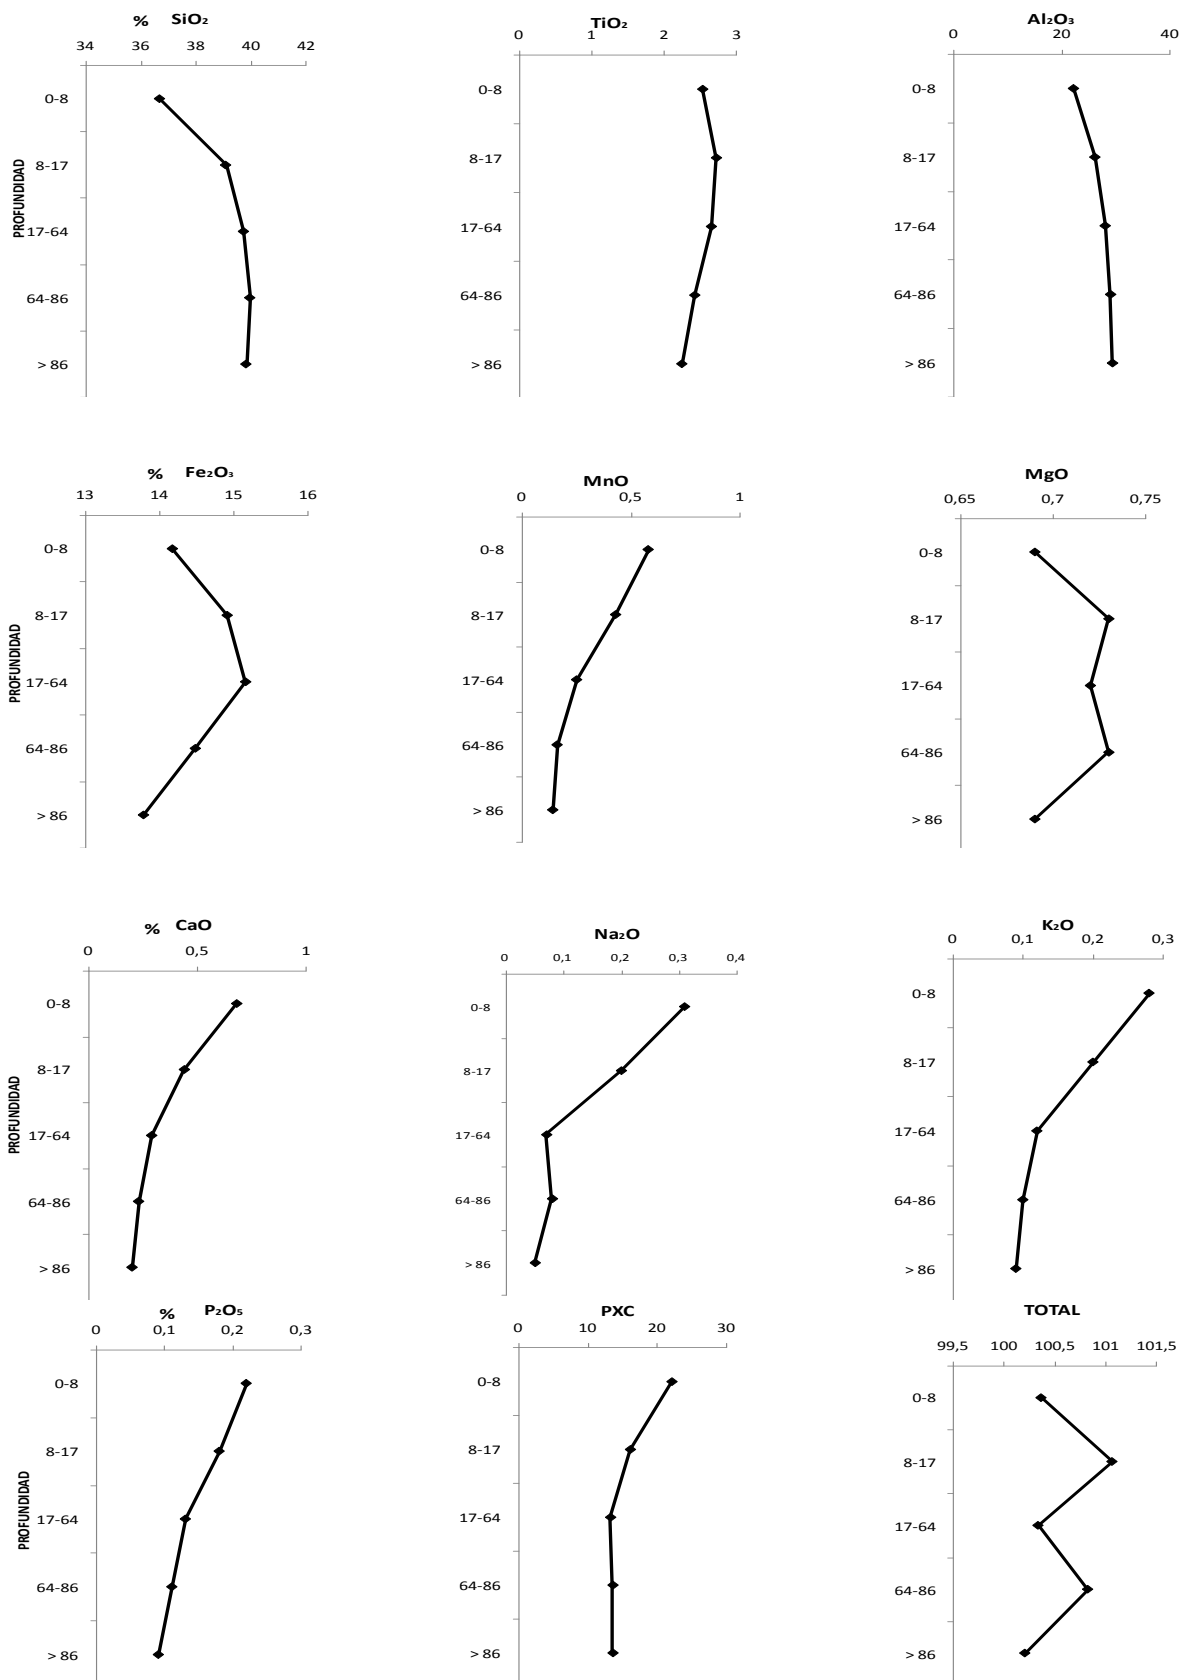 % SiO₂
34 36 38 40 42
PROFUNDIDAD
0-8
8-17
17-64
64-86
> 86
TiO₂
0 1 2 3
0-8
8-17
17-64
64-86
> 86
Al₂O₃
0 20 40
0-8
8-17
17-64
64-86
> 86
% Fe₂O₃
13 14 15 16
PROFUNDIDAD
0-8
8-17
17-64
64-86
> 86
MnO
0 0,5 1
0-8
8-17
17-64
64-86
> 86
MgO
0,65 0,7 0,75
0-8
8-17
17-64
64-86
> 86
% CaO
0 0,5 1
PROFUNDIDAD
0-8
8-17
17-64
64-86
> 86
Na₂O
0 0,1 0,2 0,3 0,4
0-8
8-17
17-64
64-86
> 86
K₂O
0 0,1 0,2 0,3
0-8
8-17
17-64
64-86
> 86
% P₂O₅
0 0,1 0,2 0,3
PROFUNDIDAD
0-8
8-17
17-64
64-86
> 86
PXC
0 10 20 30
0-8
8-17
17-64
64-86
> 86
TOTAL
99,5 100 100,5 101 101,5
0-8
8-17
17-64
64-86
> 86